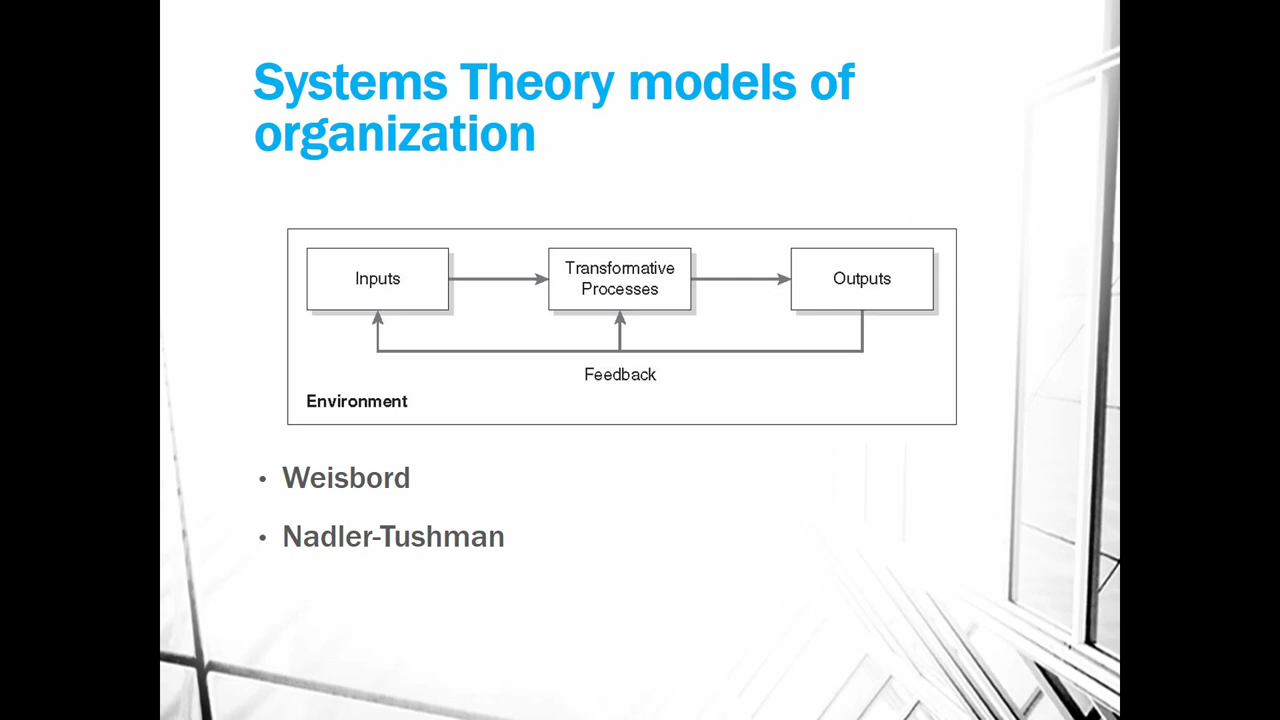 Systems Theory models of
organization
Inputs
Transformative
Processes
Outputs
Feedback
Environment
• Weisbord
• Nadler-Tushman